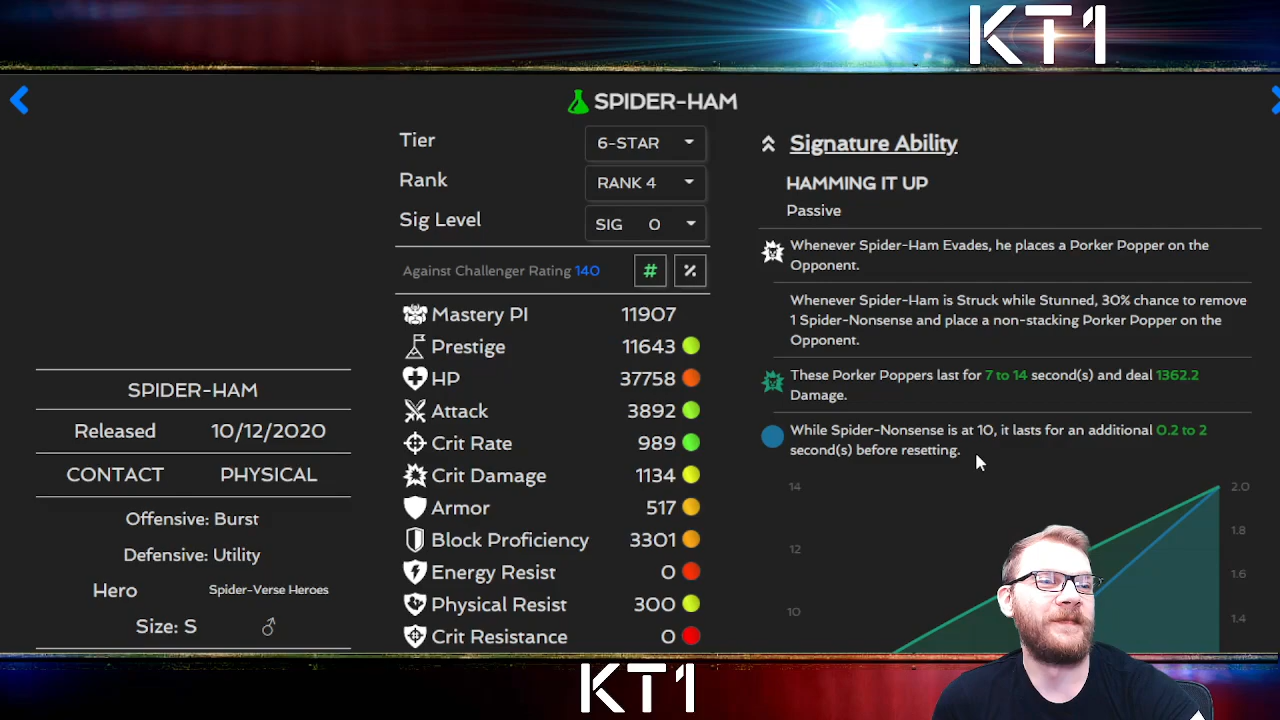 KT1
SPIDER-HAM
Tier
6-STAR
Rank
RANK 4
Sig Level
SIG 0
Against Challenger Rating 140
# %
Mastery PI 11907
Prestige 11643
HP 37758
Attack 3892
Crit Rate 989
Crit Damage 1134
Armor 517
Block Proficiency 3301
Energy Resist 0
Physical Resist 300
Crit Resistance 0
SPIDER-HAM
Released 10/12/2020
CONTACT PHYSICAL
Offensive: Burst
Defensive: Utility
Hero Spider-Verse Heroes
Size: S ♂
Signature Ability
HAMMING IT UP
Passive
Whenever Spider-Ham Evades, he places a Porker Popper on the
Opponent.
Whenever Spider-Ham is Struck while Stunned, 30% chance to remove
1 Spider-Nonsense and place a non-stacking Porker Popper on the
Opponent.
These Porker Poppers last for 7 to 14 second(s) and deal 1362.2
Damage.
While Spider-Nonsense is at 10, it lasts for an additional 0.2 to 2
second(s) before resetting.
14 2.0
1.8
12
1.6
10 1.4
KT1